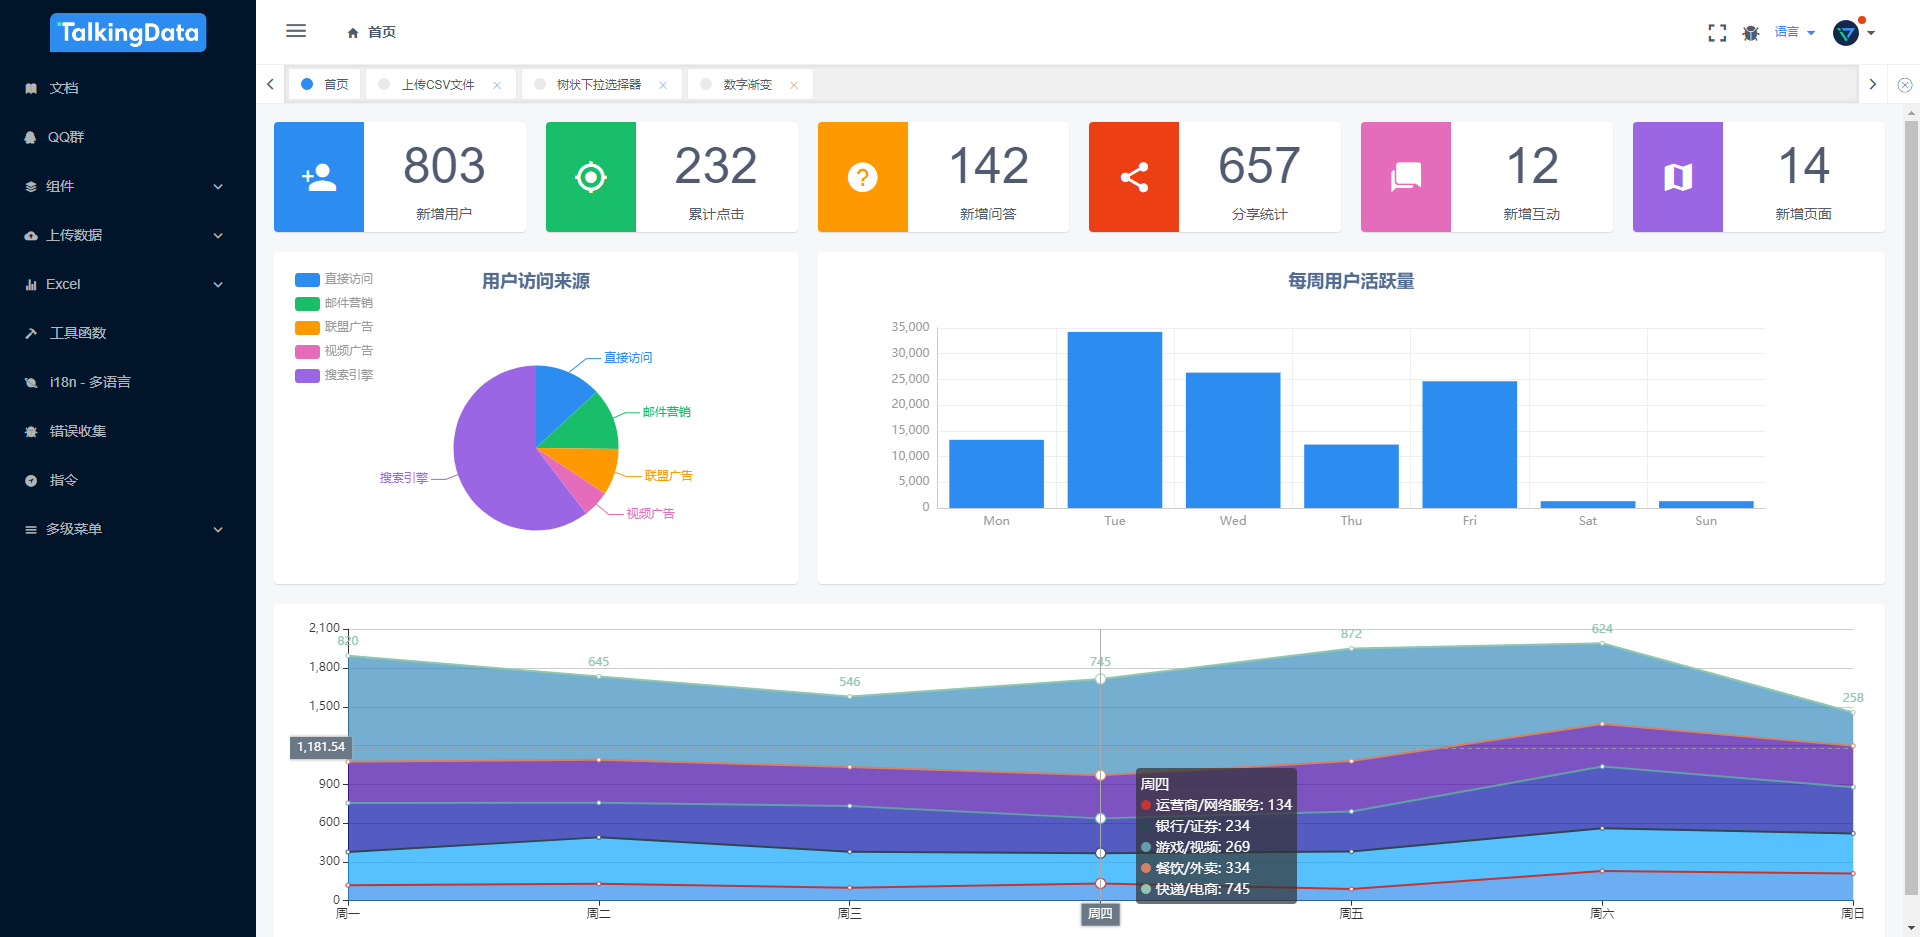 TalkingData
文档
QQ群
组件
上传数据
Excel
工具函数
i18n - 多语言
错误收集
指令
多级菜单
首页
语言
首页
上传CSV文件
树状下拉选择器
数字渐变
803
新增用户
232
累计点击
142
新增问答
657
分享统计
12
新增互动
14
新增页面
用户访问来源
直接访问
邮件营销
联盟广告
视频广告
搜索引擎
直接访问
邮件营销
联盟广告
视频广告
搜索引擎
每周用户活跃量
35,000
30,000
25,000
20,000
15,000
10,000
5,000
0
Mon Tue Wed Thu Fri Sat Sun
2,100
1,800
1,500
1,181.54
900
600
300
0
820 645 546 745 872 624 258
周四
运营商/网络服务: 134
银行/证券: 234
游戏/视频: 269
餐饮/外卖: 334
快递/电商: 745
周一 周二 周三 周四 周五 周六 周日